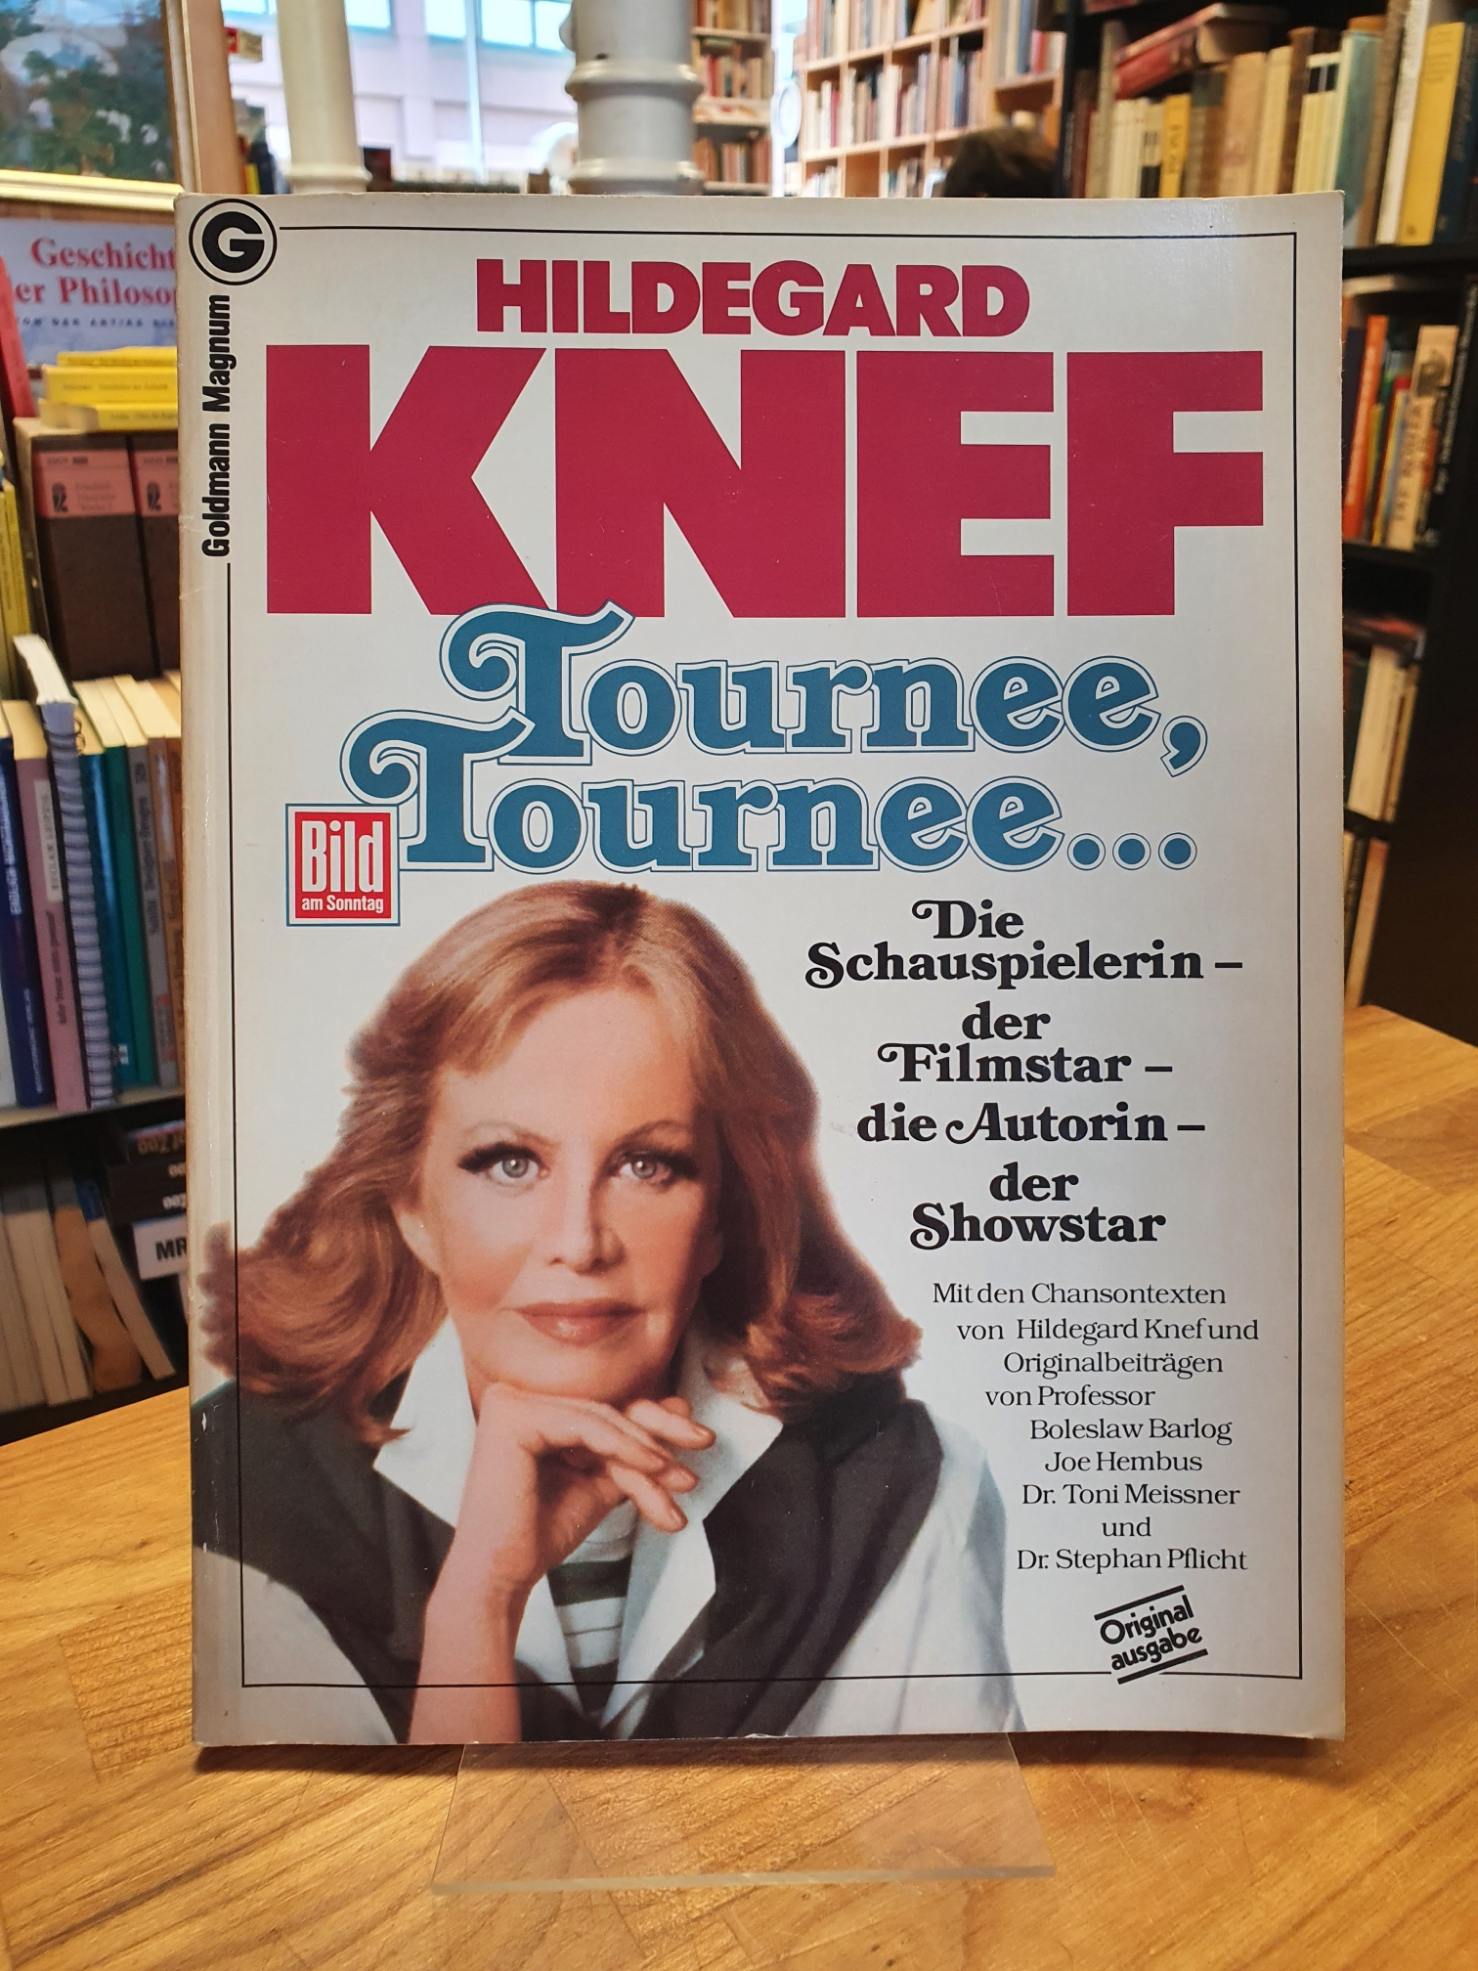 G
Goldmann Magnum
HILDEGARD
KNEF
Tournee,
Tournee...
Bild
am Sonntag
Die
Schauspielerin –
der
Filmstar –
die Autorin –
der
Showstar
Mit den Chansontexten
von Hildegard Knef und
Originalbeiträgen
von Professor
Boleslaw Barlog
Joe Hembus
Dr. Toni Meissner
und
Dr. Stephan Pflicht
Original
ausgabe
Geschicht
er Philoso
MR